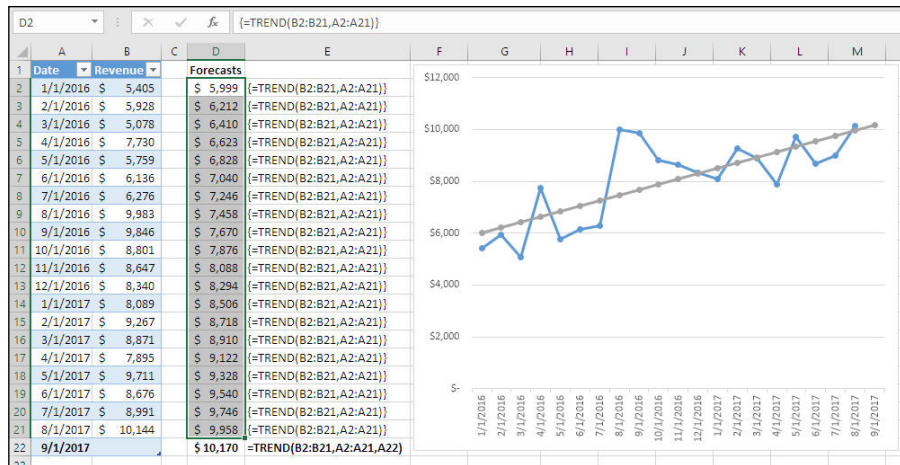 D2 fx {=TREND(B2:B21,A2:A21)}
A B C D E F G H I J K L M
1 Date Revenue Forecasts
2 1/1/2016 $ 5,405 $ 5,999 {=TREND(B2:B21,A2:A21)}
3 2/1/2016 $ 5,928 $ 6,212 {=TREND(B2:B21,A2:A21)}
4 3/1/2016 $ 5,078 $ 6,410 {=TREND(B2:B21,A2:A21)}
5 4/1/2016 $ 7,730 $ 6,623 {=TREND(B2:B21,A2:A21)}
6 5/1/2016 $ 5,759 $ 6,828 {=TREND(B2:B21,A2:A21)}
7 6/1/2016 $ 6,136 $ 7,040 {=TREND(B2:B21,A2:A21)}
8 7/1/2016 $ 6,276 $ 7,246 {=TREND(B2:B21,A2:A21)}
9 8/1/2016 $ 9,983 $ 7,458 {=TREND(B2:B21,A2:A21)}
10 9/1/2016 $ 9,846 $ 7,670 {=TREND(B2:B21,A2:A21)}
11 10/1/2016 $ 8,801 $ 7,876 {=TREND(B2:B21,A2:A21)}
12 11/1/2016 $ 8,647 $ 8,088 {=TREND(B2:B21,A2:A21)}
13 12/1/2016 $ 8,340 $ 8,294 {=TREND(B2:B21,A2:A21)}
14 1/1/2017 $ 8,089 $ 8,506 {=TREND(B2:B21,A2:A21)}
15 2/1/2017 $ 9,267 $ 8,718 {=TREND(B2:B21,A2:A21)}
16 3/1/2017 $ 8,871 $ 8,910 {=TREND(B2:B21,A2:A21)}
17 4/1/2017 $ 7,895 $ 9,122 {=TREND(B2:B21,A2:A21)}
18 5/1/2017 $ 9,711 $ 9,328 {=TREND(B2:B21,A2:A21)}
19 6/1/2017 $ 8,676 $ 9,540 {=TREND(B2:B21,A2:A21)}
20 7/1/2017 $ 8,991 $ 9,746 {=TREND(B2:B21,A2:A21)}
21 8/1/2017 $ 10,144 $ 9,958 {=TREND(B2:B21,A2:A21)}
22 9/1/2017 $ 10,170 =TREND(B2:B21,A2:A21,A22)
$12,000
$10,000
$8,000
$6,000
$4,000
$2,000
$-
1/1/2016
2/1/2016
3/1/2016
4/1/2016
5/1/2016
6/1/2016
7/1/2016
8/1/2016
9/1/2016
10/1/2016
11/1/2016
12/1/2016
1/1/2017
2/1/2017
3/1/2017
4/1/2017
5/1/2017
6/1/2017
7/1/2017
8/1/2017
9/1/2017